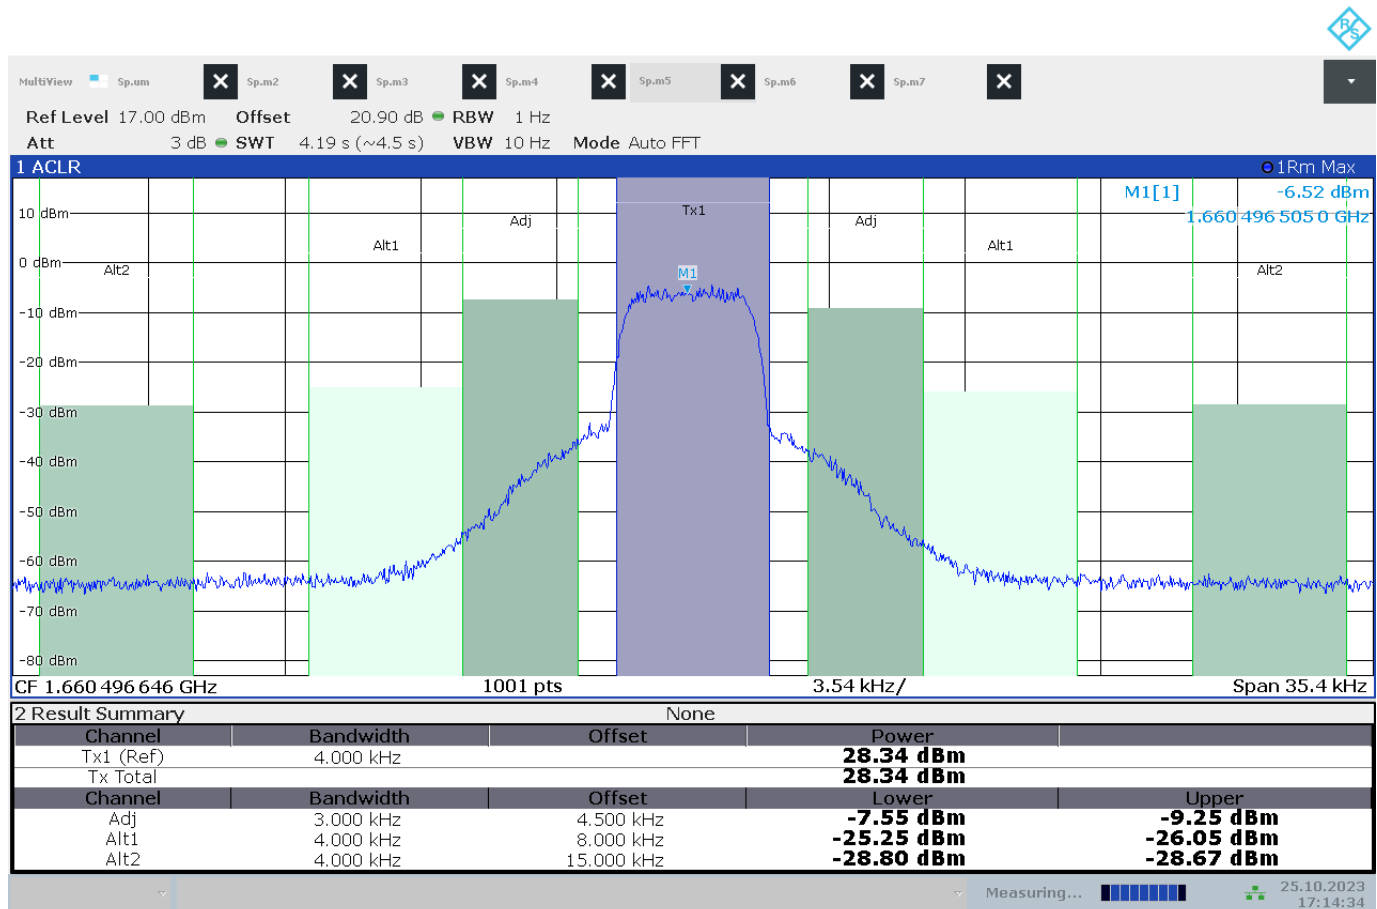 R S
MultiView Sp.um Sp.m2 Sp.m3 Sp.m4 Sp.m5 Sp.m6 Sp.m7
Ref Level 17.00 dBm Offset 20.90 dB RBW 1 Hz
Att 3 dB SWT 4.19 s (~4.5 s) VBW 10 Hz Mode Auto FFT
1 ACLR 1Rm Max
M1[1] -6.52 dBm
1.660 496 505 0 GHz
10 dBm
Adj Tx1 Adj
Alt1 Alt1
0 dBm
Alt2 M1 Alt2
-10 dBm
-20 dBm
-30 dBm
-40 dBm
-50 dBm
-60 dBm
-70 dBm
-80 dBm
CF 1.660 496 646 GHz 1001 pts 3.54 kHz/ Span 35.4 kHz
2 Result Summary None
Channel Bandwidth Offset Power
Tx1 (Ref) 4.000 kHz 28.34 dBm
Tx Total 28.34 dBm
Channel Bandwidth Offset Lower Upper
Adj 3.000 kHz 4.500 kHz -7.55 dBm -9.25 dBm
Alt1 4.000 kHz 8.000 kHz -25.25 dBm -26.05 dBm
Alt2 4.000 kHz 15.000 kHz -28.80 dBm -28.67 dBm
Measuring... 25.10.2023
17:14:34